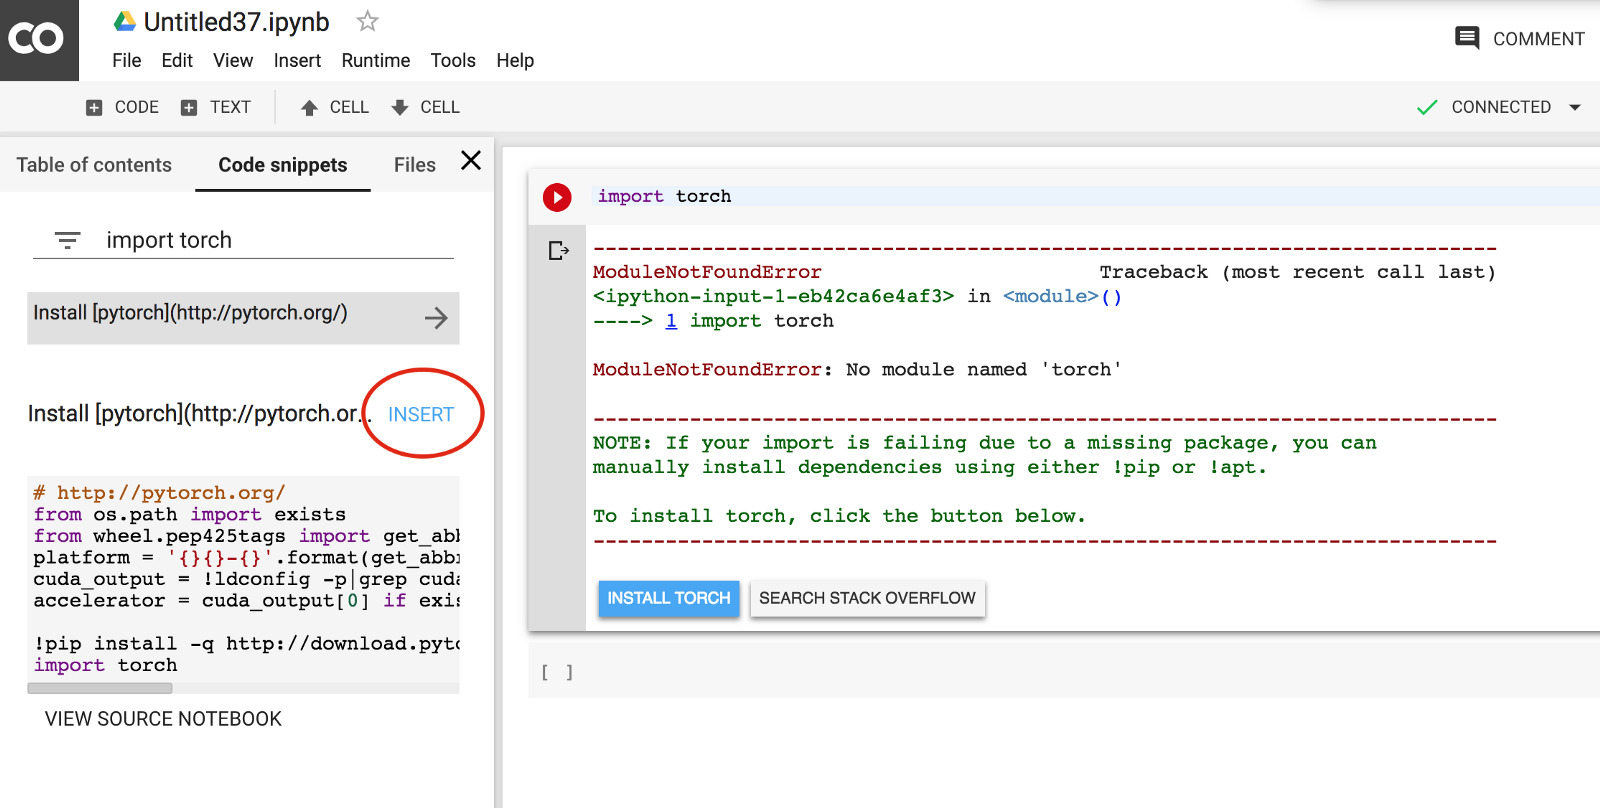 CO
Untitled37.ipynb
File Edit View Insert Runtime Tools Help
COMMENT
CODE TEXT CELL CELL
CONNECTED
Table of contents Code snippets Files
import torch
Install [pytorch](http://pytorch.org/)
Install [pytorch](http://pytorch.or... INSERT
# http://pytorch.org/
from os.path import exists
from wheel.pep425tags import get_abb
platform = '{}{}-{}'.format(get_abbr
cuda_output = !ldconfig -p|grep cuda
accelerator = cuda_output[0] if exis
!pip install -q http://download.pyto
import torch
VIEW SOURCE NOTEBOOK
import torch
---------------------------------------------------------------------------
ModuleNotFoundError Traceback (most recent call last)
<ipython-input-1-eb42ca6e4af3> in <module>()
----> 1 import torch
ModuleNotFoundError: No module named 'torch'
---------------------------------------------------------------------------
NOTE: If your import is failing due to a missing package, you can
manually install dependencies using either !pip or !apt.
To install torch, click the button below.
---------------------------------------------------------------------------
INSTALL TORCH SEARCH STACK OVERFLOW
[ ]